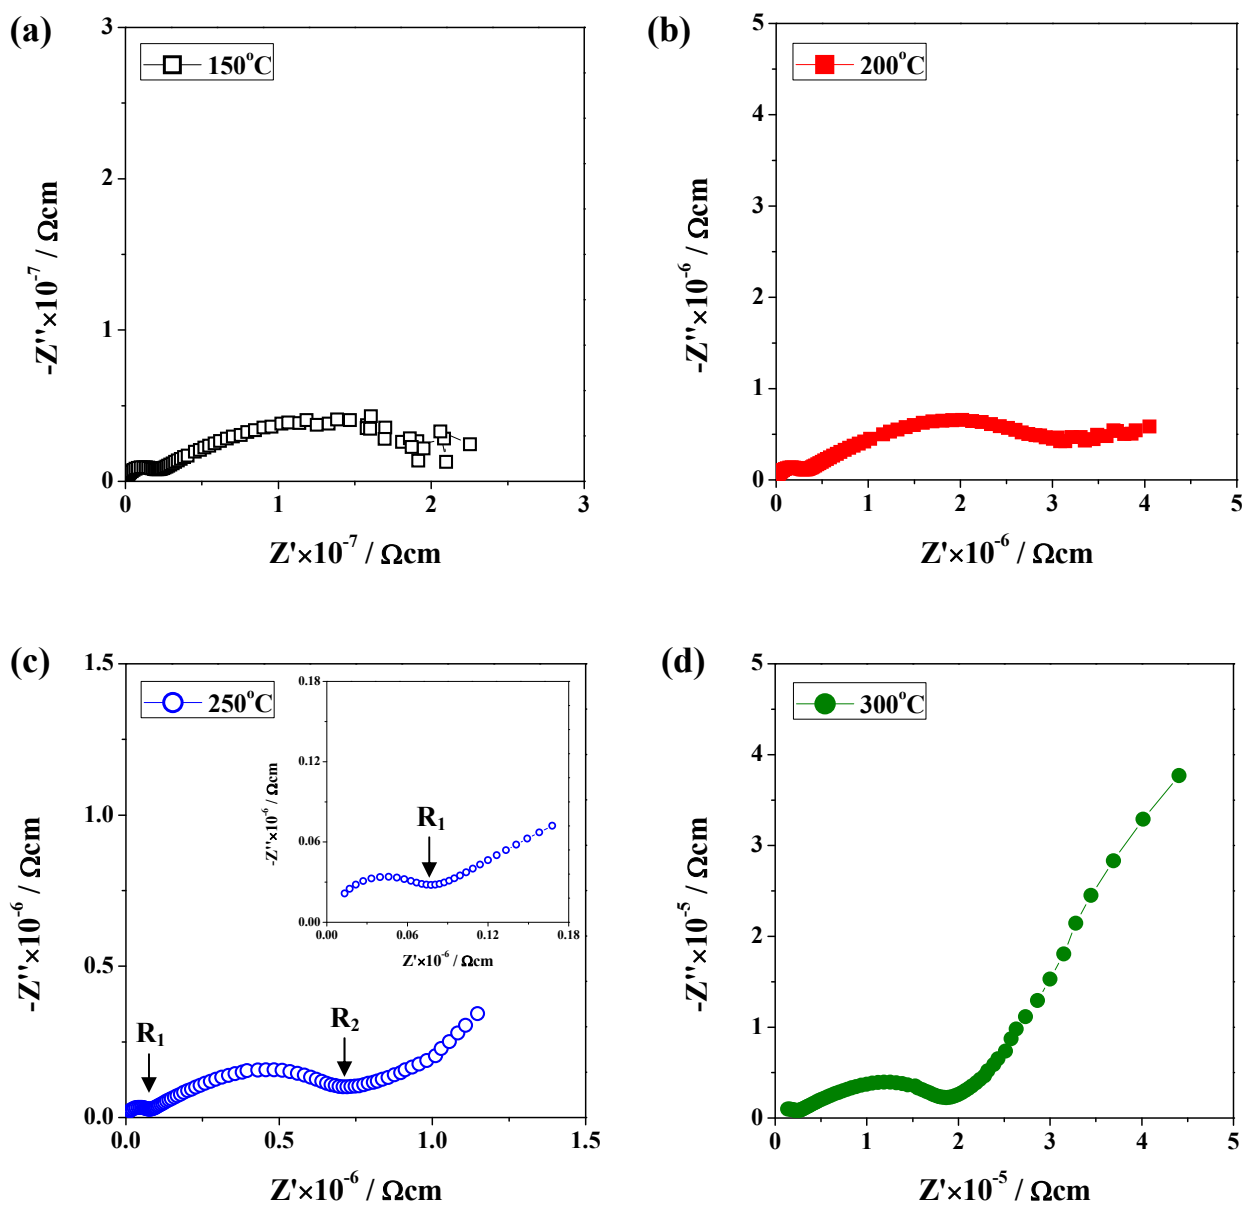 (a)
150°C
3
2
1
0
0
1
2
3
-Z''×10⁻⁷ / Ωcm
Z'×10⁻⁷ / Ωcm
(b)
200°C
5
4
3
2
1
0
0
1
2
3
4
5
-Z''×10⁻⁶ / Ωcm
Z'×10⁻⁶ / Ωcm
(c)
250°C
1.5
1.0
0.5
0.0
0.0
0.5
1.0
1.5
-Z''×10⁻⁶ / Ωcm
Z'×10⁻⁶ / Ωcm
R₁
R₂
0.18
0.12
0.06
0.00
0.00
0.06
0.12
0.18
-Z''×10⁻⁶ / Ωcm
Z'×10⁻⁶ / Ωcm
R₁
(d)
300°C
5
4
3
2
1
0
0
1
2
3
4
5
-Z''×10⁻⁵ / Ωcm
Z'×10⁻⁵ / Ωcm